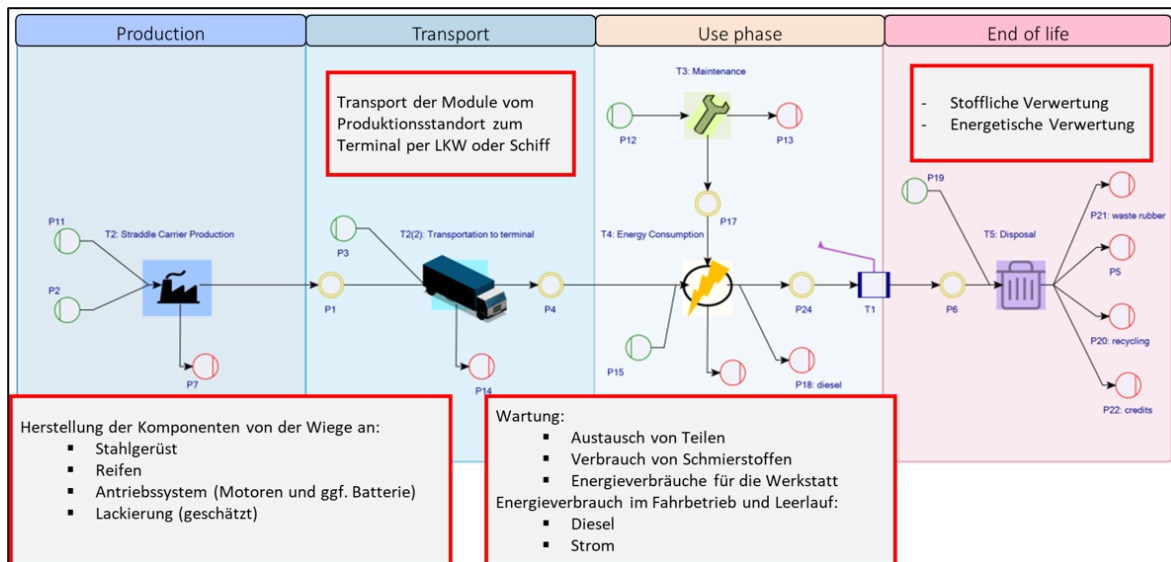 Production
Transport
Use phase
End of life
T3: Maintenance
P12
P13
Transport der Module vom
Produktionsstandort zum
Terminal per LKW oder Schiff
- Stoffliche Verwertung
- Energetische Verwertung
P11
T2: Straddle Carrier Production
P2
P7
P3
T2(2): Transportation to terminal
P1
P4
P14
P17
T4: Energy Consumption
P15
P18: diesel
P24
T1
P6
P19
T5: Disposal
P21: waste rubber
P5
P20: recycling
P22: credits
Herstellung der Komponenten von der Wiege an:
▪ Stahlgerüst
▪ Reifen
▪ Antriebssystem (Motoren und ggf. Batterie)
▪ Lackierung (geschätzt)
Wartung:
▪ Austausch von Teilen
▪ Verbrauch von Schmierstoffen
▪ Energieverbräuche für die Werkstatt
Energieverbrauch im Fahrbetrieb und Leerlauf:
▪ Diesel
▪ Strom